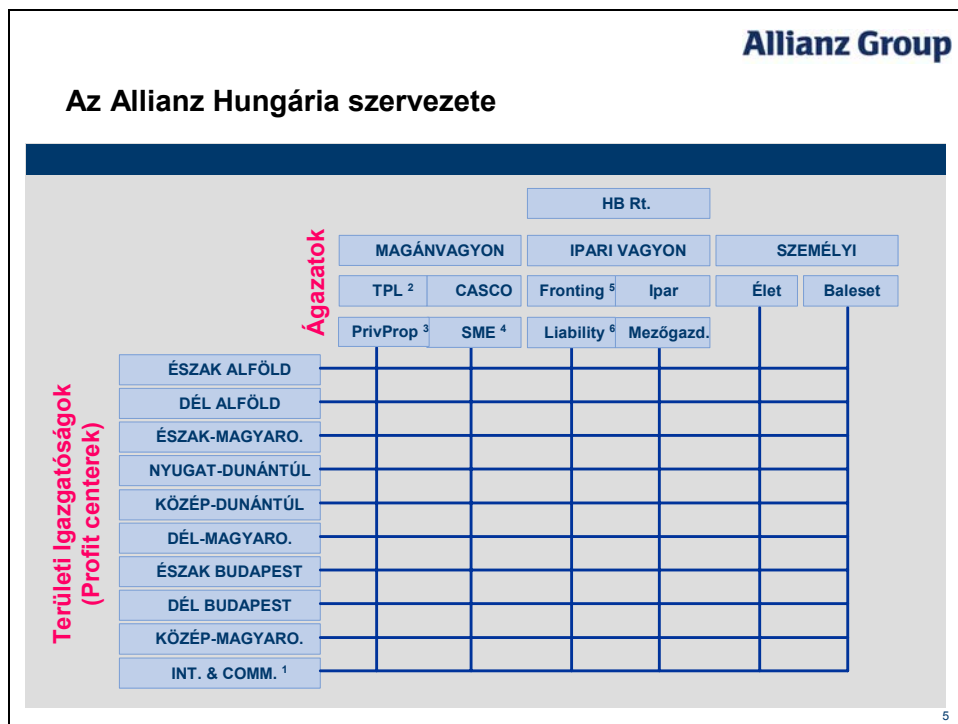 Allianz Group
Az Allianz Hungária szervezete
HB Rt.
Ágazatok
MAGÁNVAGYON IPARI VAGYON SZEMÉLYI
TPL ² CASCO Fronting ⁵ Ipar Élet Baleset
PrivProp ³ SME ⁴ Liability ⁶ Mezőgazd.
Területi Igazgatóságok
(Profit centerek)
ÉSZAK ALFÖLD
DÉL ALFÖLD
ÉSZAK-MAGYARO.
NYUGAT-DUNÁNTÚL
KÖZÉP-DUNÁNTÚL
DÉL-MAGYARO.
ÉSZAK BUDAPEST
DÉL BUDAPEST
KÖZÉP-MAGYARO.
INT. & COMM. ¹
5